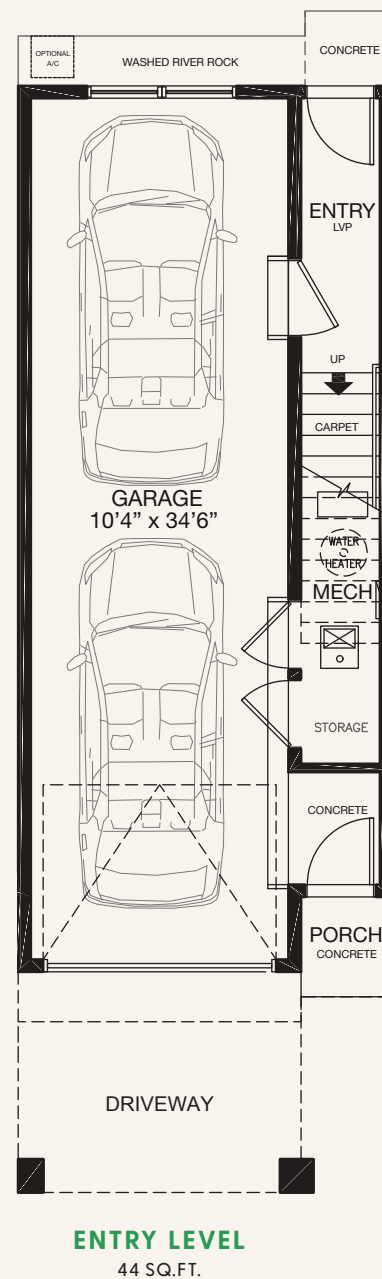 OPTIONAL
A/C
WASHED RIVER ROCK
CONCRETE
ENTRY
LVP
UP
CARPET
GARAGE
10'4" x 34'6"
WATER
HEATER
MECH
STORAGE
CONCRETE
PORCH
CONCRETE
DRIVEWAY
ENTRY LEVEL
44 SQ.FT.